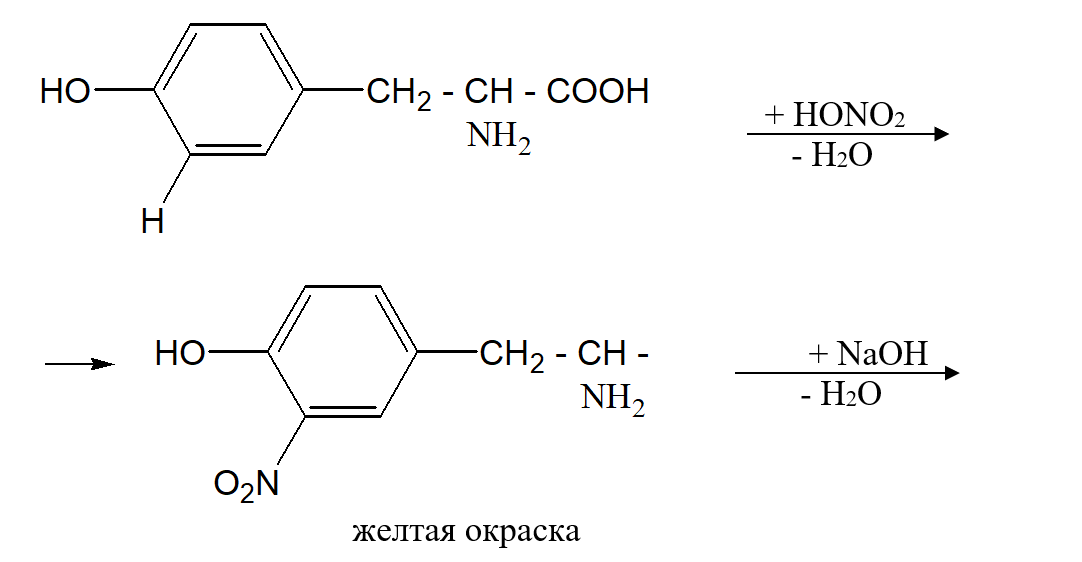 HO CH₂ - CH - COOH + HONO₂
NH₂ - H₂O
H
HO CH₂ - CH - + NaOH
NH₂ - H₂O
O₂N
желтая окраска